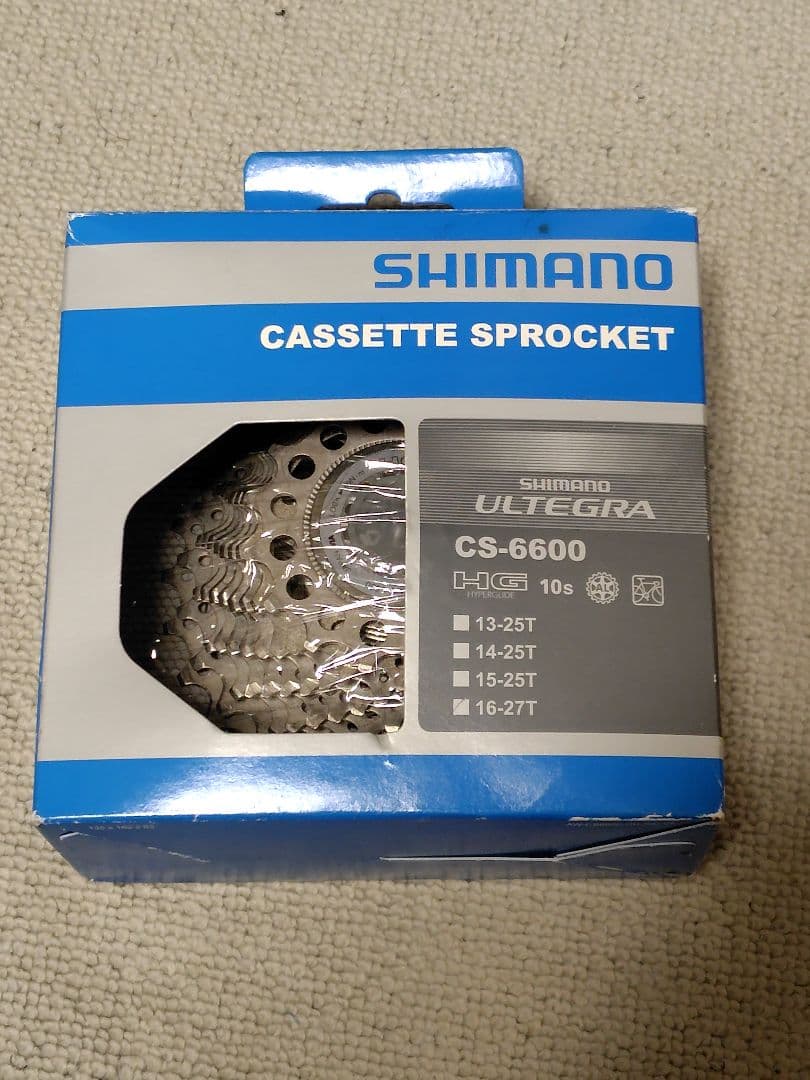 SHIMANO
CASSETTE SPROCKET
SHIMANO
ULTEGRA
CS-6600
HG 10s
HYPERGLIDE
13-25T
14-25T
15-25T
16-27T